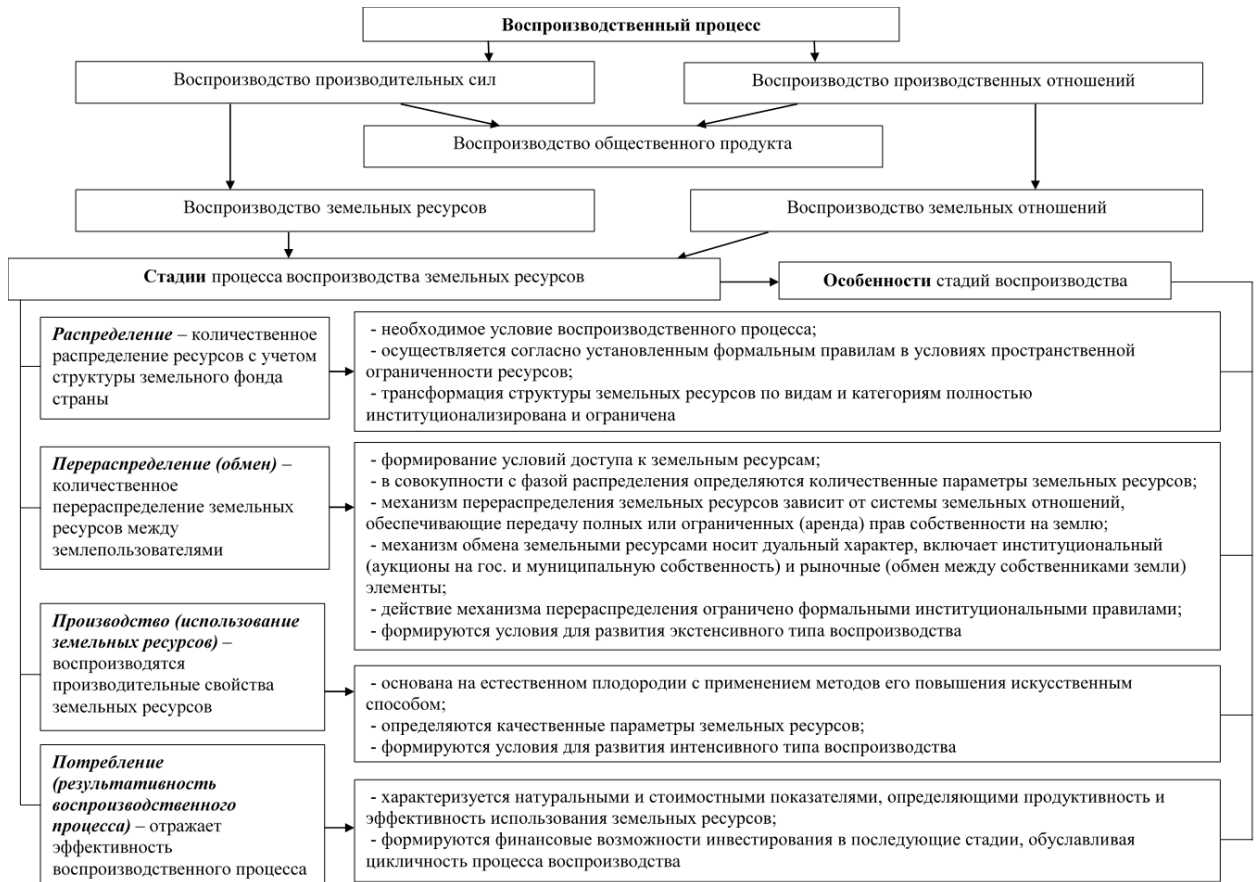 Воспроизводственный процесс
Воспроизводство производительных сил
Воспроизводство производственных отношений
Воспроизводство общественного продукта
Воспроизводство земельных ресурсов
Воспроизводство земельных отношений
Стадии процесса воспроизводства земельных ресурсов
Особенности стадий воспроизводства
Распределение – количественное
распределение ресурсов с учетом
структуры земельного фонда
страны
- необходимое условие воспроизводственного процесса;
- осуществляется согласно установленным формальным правилам в условиях пространственной
ограниченности ресурсов;
- трансформация структуры земельных ресурсов по видам и категориям полностью
институционализирована и ограничена
Перераспределение (обмен) –
количественное
перераспределение земельных
ресурсов между
землепользователями
- формирование условий доступа к земельным ресурсам;
- в совокупности с фазой распределения определяются количественные параметры земельных ресурсов;
- механизм перераспределения земельных ресурсов зависит от системы земельных отношений,
обеспечивающие передачу полных или ограниченных (аренда) прав собственности на землю;
- механизм обмена земельными ресурсами носит дуальный характер, включает институциональный
(аукционы на гос. и муниципальную собственность) и рыночные (обмен между собственниками земли)
элементы;
- действие механизма перераспределения ограничено формальными институциональными правилами;
- формируются условия для развития экстенсивного типа воспроизводства
Производство (использование
земельных ресурсов) –
воспроизводятся
производительные свойства
земельных ресурсов
- основана на естественном плодородии с применением методов его повышения искусственным
способом;
- определяются качественные параметры земельных ресурсов;
- формируются условия для развития интенсивного типа воспроизводства
Потребление
(результативность
воспроизводственного
процесса) – отражает
эффективность
воспроизводственного процесса
- характеризуется натуральными и стоимостными показателями, определяющими продуктивность и
эффективность использования земельных ресурсов;
- формируются финансовые возможности инвестирования в последующие стадии, обуславливая
цикличность процесса воспроизводства